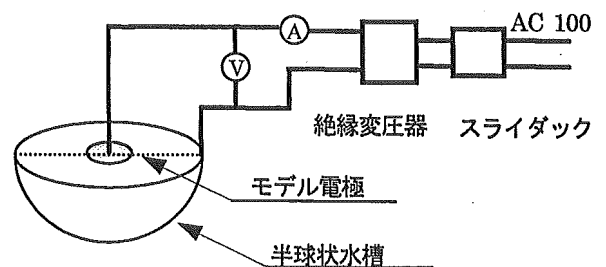 AC 100
A
V
絶縁変圧器
スライダック
モデル電極
半球状水槽